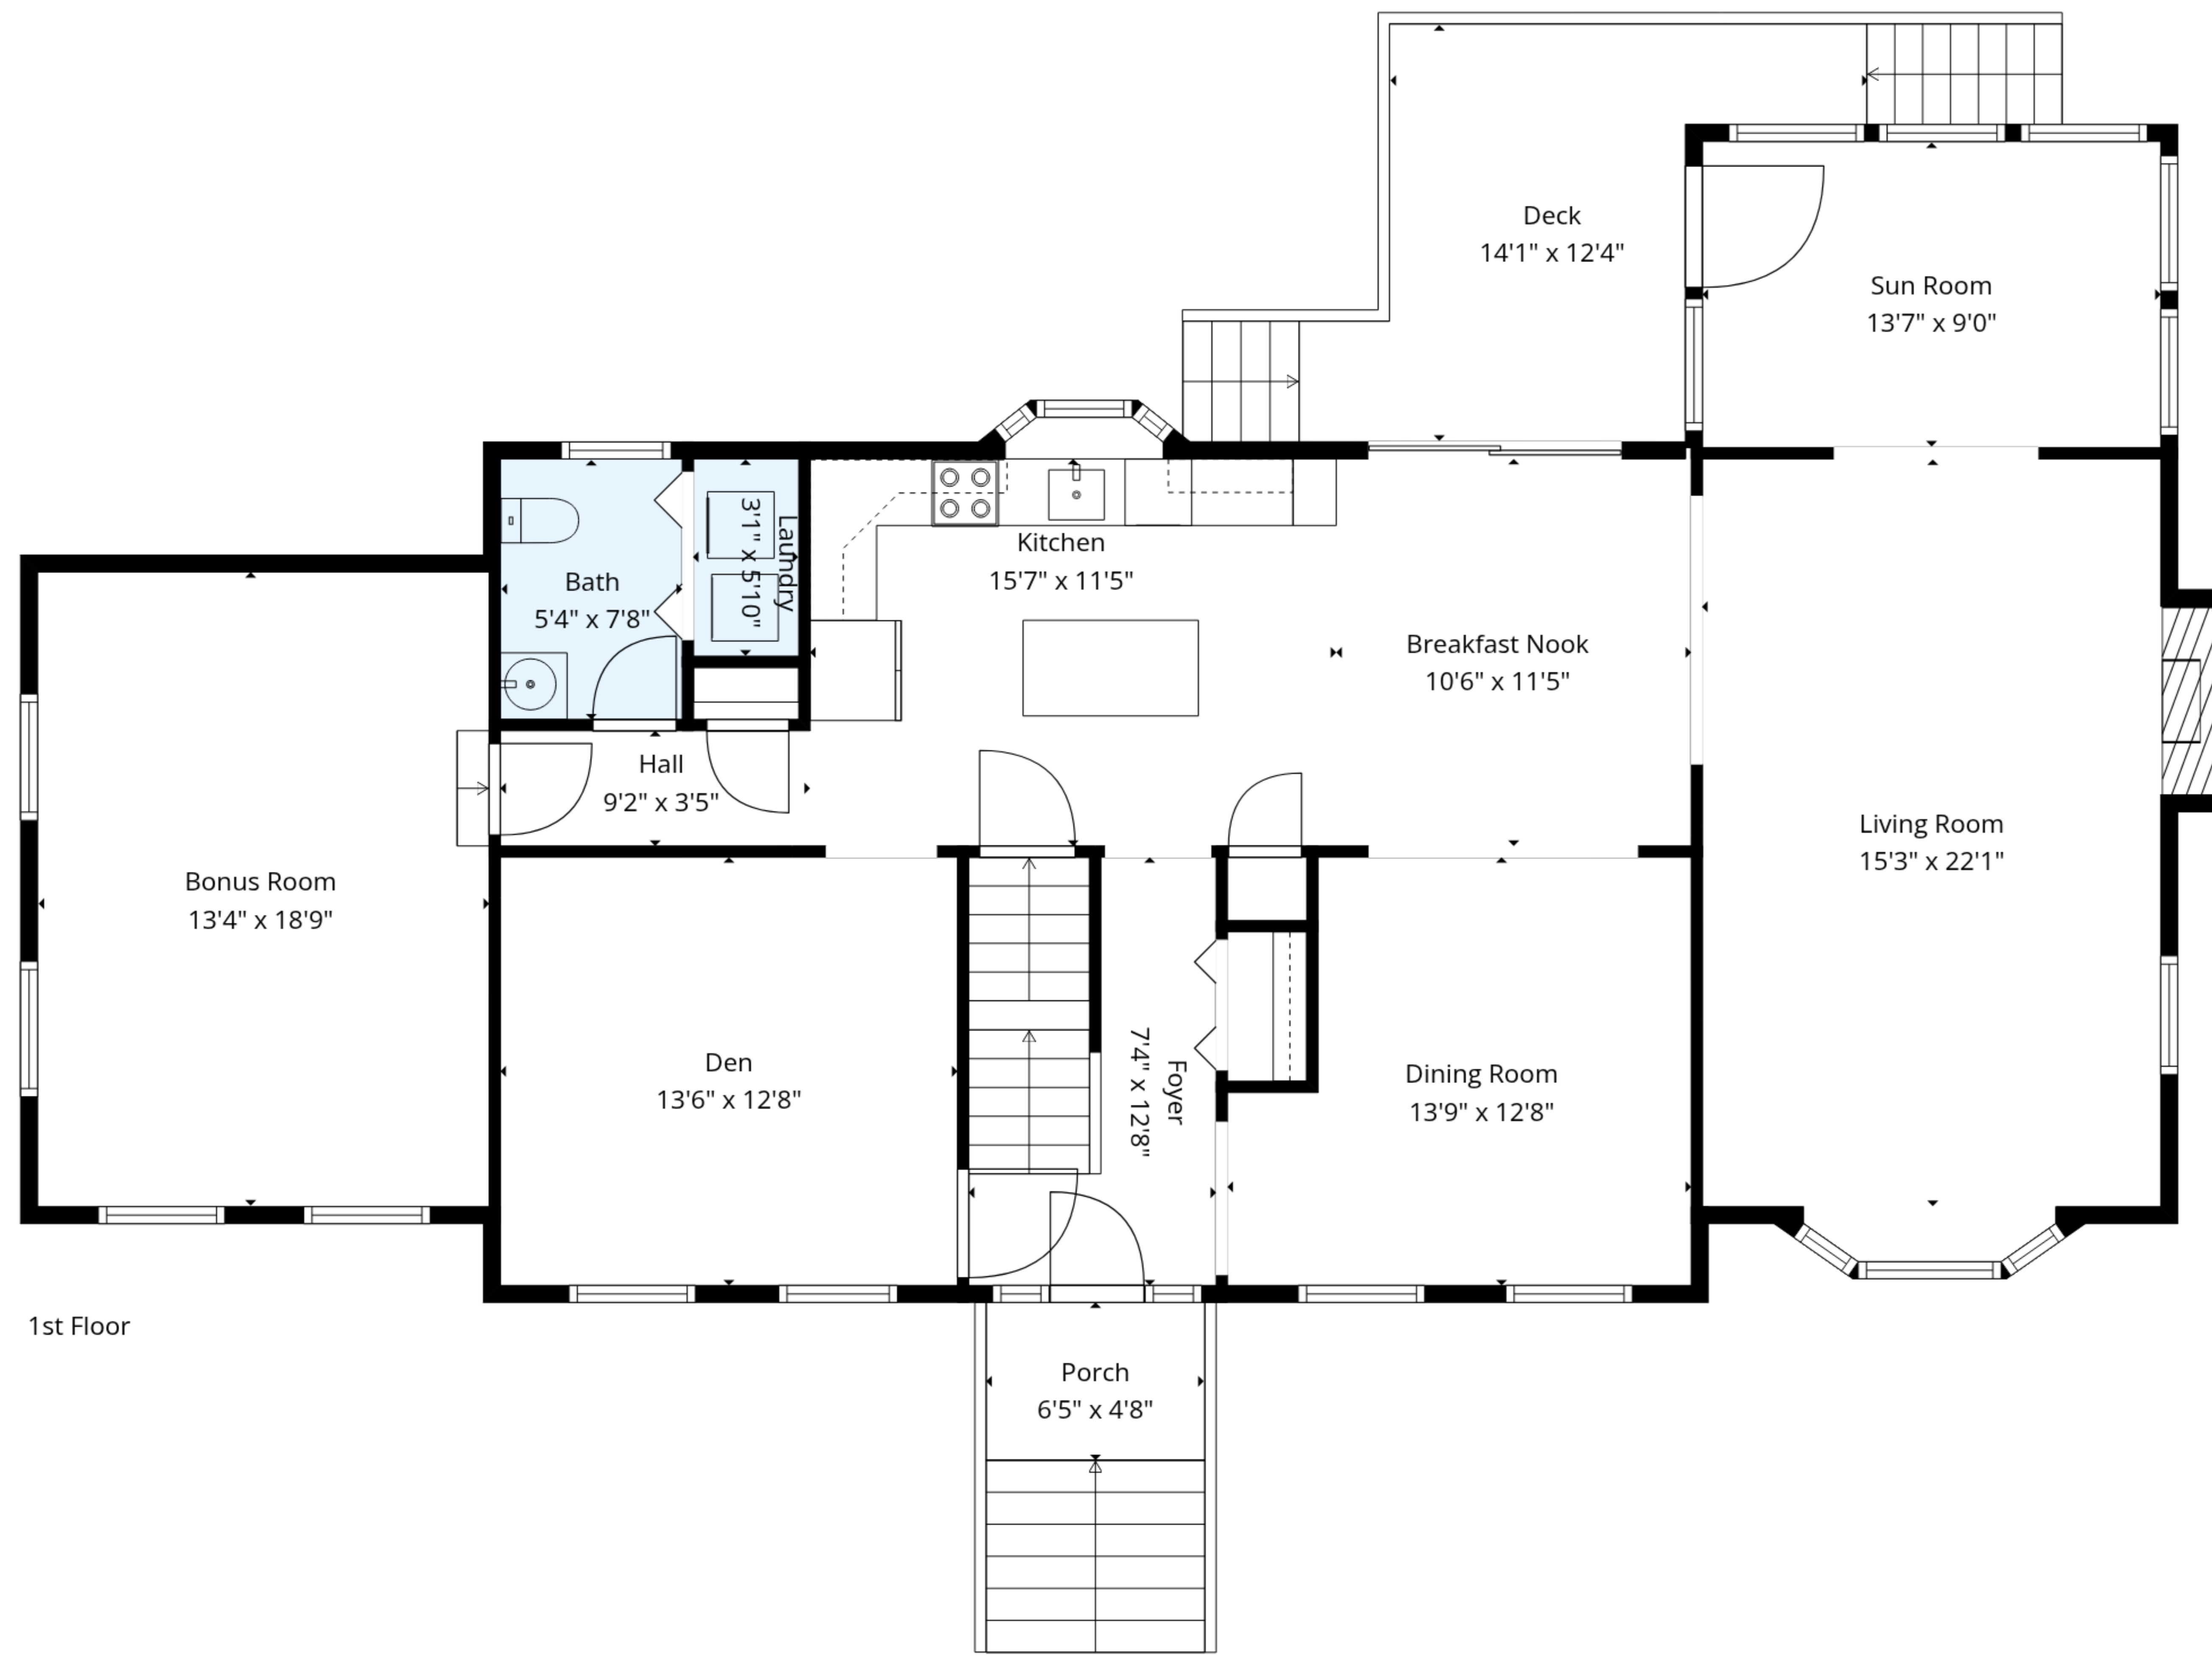 Deck
14'1" x 12'4"
Sun Room
13'7" x 9'0"
Kitchen
15'7" x 11'5"
Laundry
3'1" x 5'10"
Bath
5'4" x 7'8"
Breakfast Nook
10'6" x 11'5"
Hall
9'2" x 3'5"
Living Room
15'3" x 22'1"
Bonus Room
13'4" x 18'9"
Den
13'6" x 12'8"
Foyer
7'4" x 12'8"
Dining Room
13'9" x 12'8"
1st Floor
Porch
6'5" x 4'8"